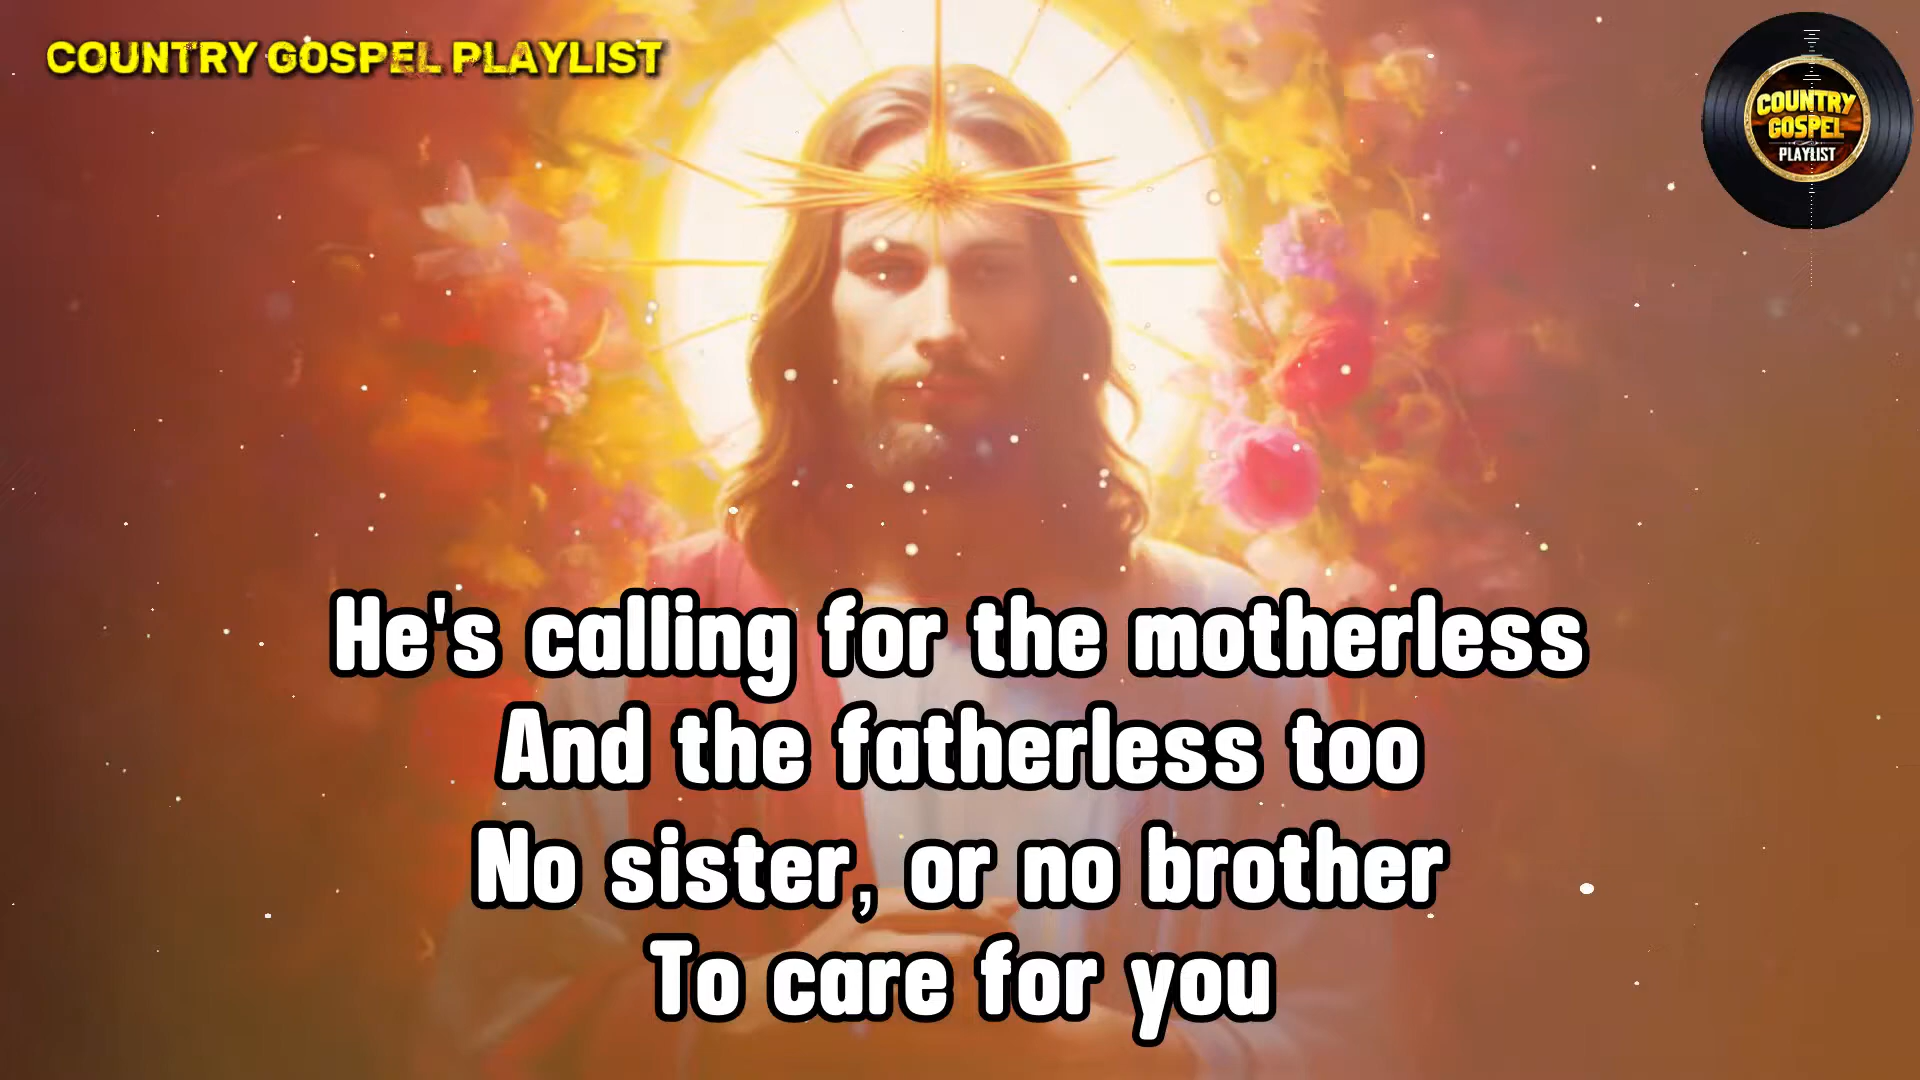 COUNTRY GOSPEL PLAYLIST
COUNTRY
GOSPEL
PLAYLIST
He's calling for the motherless
And the fatherless too
No sister, or no brother
To care for you